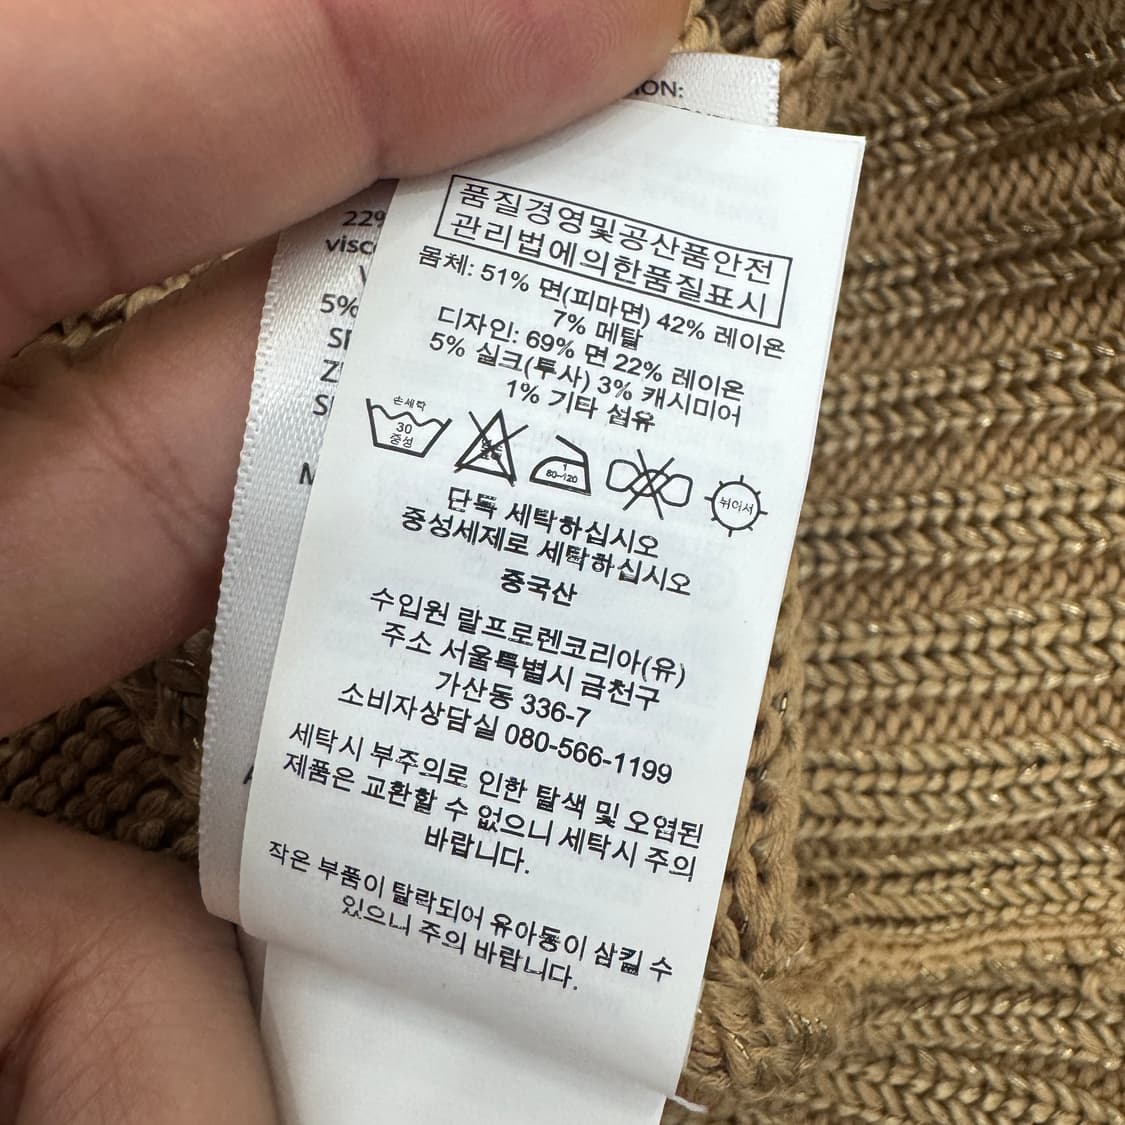 ION:
22%
visc
5%
품질경영및공산품안전
관리법에의한품질표시
몸체: 51% 면(피마면) 42% 레이온
7% 메탈
디자인: 69% 면 22% 레이온
5% 실크(투사) 3% 캐시미어
1% 기타 섬유
손세탁
30
중성
1
80~120
뉘어서
단독 세탁하십시오
중성세제로 세탁하십시오
중국산
수입원 랄프로렌코리아(유)
주소 서울특별시 금천구
가산동 336-7
소비자상담실 080-566-1199
세탁시 부주의로 인한 탈색 및 오염된
제품은 교환할 수 없으니 세탁시 주의
바랍니다.
작은 부품이 탈락되어 유아동이 삼킬 수
있으니 주의 바랍니다.